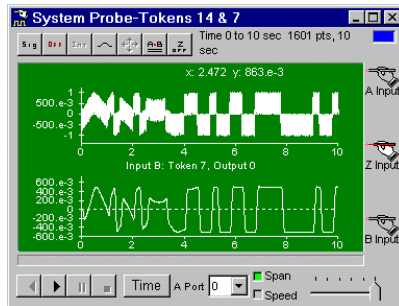 System Probe-Tokens 14 & 7
Sig Off Inv A=B Z OFF
Time 0 to 10 sec 1601 pts, 10
sec
x: 2.472 y: 863.e-3
1
500.e-3
0
-500.e-3
-1
0 2 4 6 8 10
Input B: Token 7, Output 0
600.e-3
400.e-3
200.e-3
0
-200.e-3
-400.e-3
-600.e-3
0 2 4 6 8 10
A Input
Z Input
B Input
Time A Port 0 Span
Speed